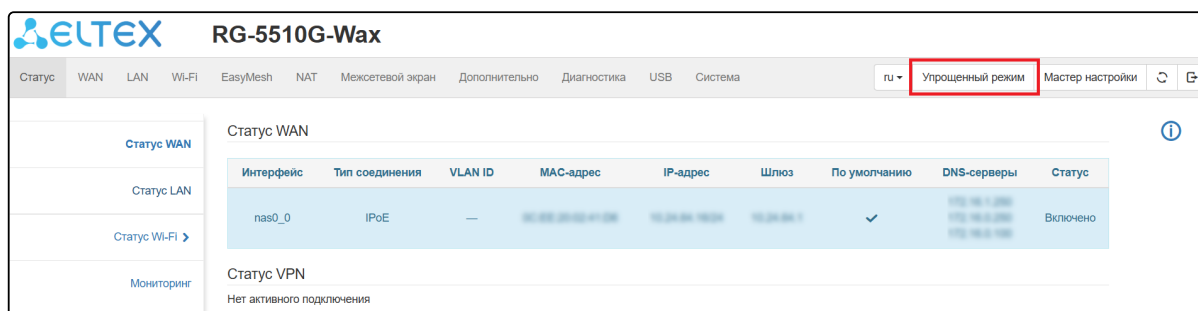 ELTEX RG-5510G-Wax
Статус WAN LAN Wi-Fi EasyMesh NAT Межсетевой экран Дополнительно Диагностика USB Система ru Упрощенный режим Мастер настройки
Статус WAN
Статус LAN
Статус Wi-Fi
Мониторинг
Статус WAN
Интерфейс Тип соединения VLAN ID MAC-адрес IP-адрес Шлюз По умолчанию DNS-серверы Статус
nas0_0 IPoE — Включено
Статус VPN
Нет активного подключения